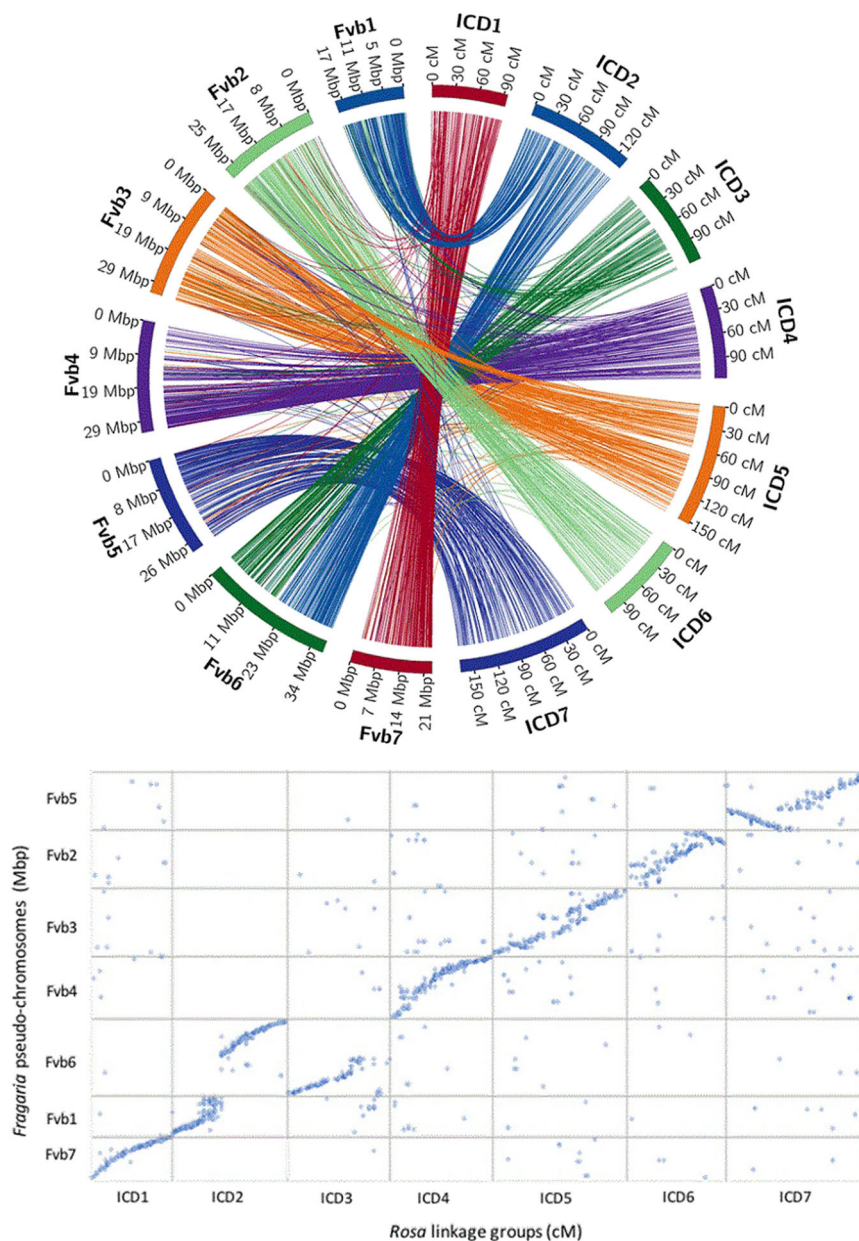 ICD1
0 cM
30 cM
60 cM
90 cM
ICD2
0 cM
30 cM
60 cM
90 cM
120 cM
ICD3
0 cM
30 cM
60 cM
90 cM
ICD4
0 cM
30 cM
60 cM
90 cM
ICD5
0 cM
30 cM
60 cM
90 cM
120 cM
150 cM
ICD6
0 cM
30 cM
60 cM
90 cM
ICD7
0 cM
30 cM
60 cM
90 cM
120 cM
150 cM
Fvb7
21 Mbp
14 Mbp
7 Mbp
0 Mbp
Fvb6
34 Mbp
23 Mbp
11 Mbp
0 Mbp
Fvb5
26 Mbp
17 Mbp
8 Mbp
0 Mbp
Fvb4
29 Mbp
19 Mbp
9 Mbp
0 Mbp
Fvb3
29 Mbp
19 Mbp
9 Mbp
0 Mbp
Fvb2
25 Mbp
17 Mbp
8 Mbp
0 Mbp
Fvb1
17 Mbp
11 Mbp
5 Mbp
0 Mbp
Fragaria pseudo-chromosomes (Mbp)
Fvb5
Fvb2
Fvb3
Fvb4
Fvb6
Fvb1
Fvb7
ICD1 ICD2 ICD3 ICD4 ICD5 ICD6 ICD7
Rosa linkage groups (cM)